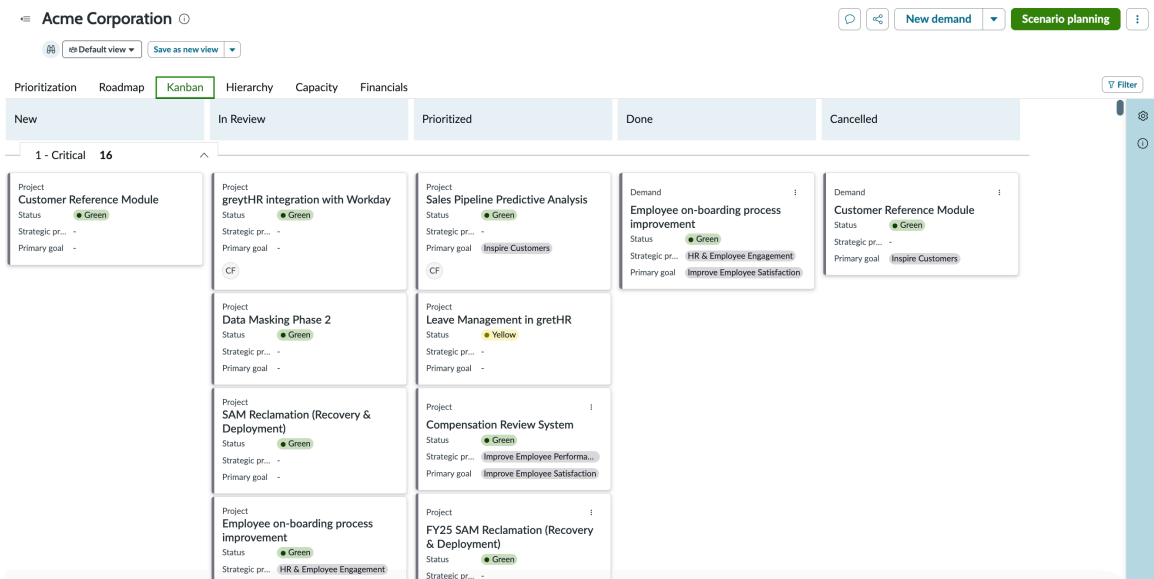 Acme Corporation
New demand
Scenario planning
Default view
Save as new view
Prioritization
Roadmap
Kanban
Hierarchy
Capacity
Financials
Filter
New
In Review
Prioritized
Done
Cancelled
1 - Critical 16
Project
Customer Reference Module
Status Green
Strategic pr... -
Primary goal -
Project
greytHR integration with Workday
Status Green
Strategic pr... -
Primary goal -
CF
Project
Data Masking Phase 2
Status Green
Strategic pr... -
Primary goal -
Project
SAM Reclamation (Recovery &
Deployment)
Status Green
Strategic pr... -
Primary goal -
Project
Employee on-boarding process
improvement
Status Green
Strategic pr... HR & Employee Engagement
Project
Sales Pipeline Predictive Analysis
Status Green
Strategic pr... -
Primary goal Inspire Customers
CF
Project
Leave Management in gretHR
Status Yellow
Strategic pr... -
Primary goal -
Project
Compensation Review System
Status Green
Strategic pr... Improve Employee Performa...
Primary goal Improve Employee Satisfaction
Project
FY25 SAM Reclamation (Recovery
& Deployment)
Status Green
Strategic pr... -
Demand
Employee on-boarding process
improvement
Status Green
Strategic pr... HR & Employee Engagement
Primary goal Improve Employee Satisfaction
Demand
Customer Reference Module
Status Green
Strategic pr... -
Primary goal Inspire Customers